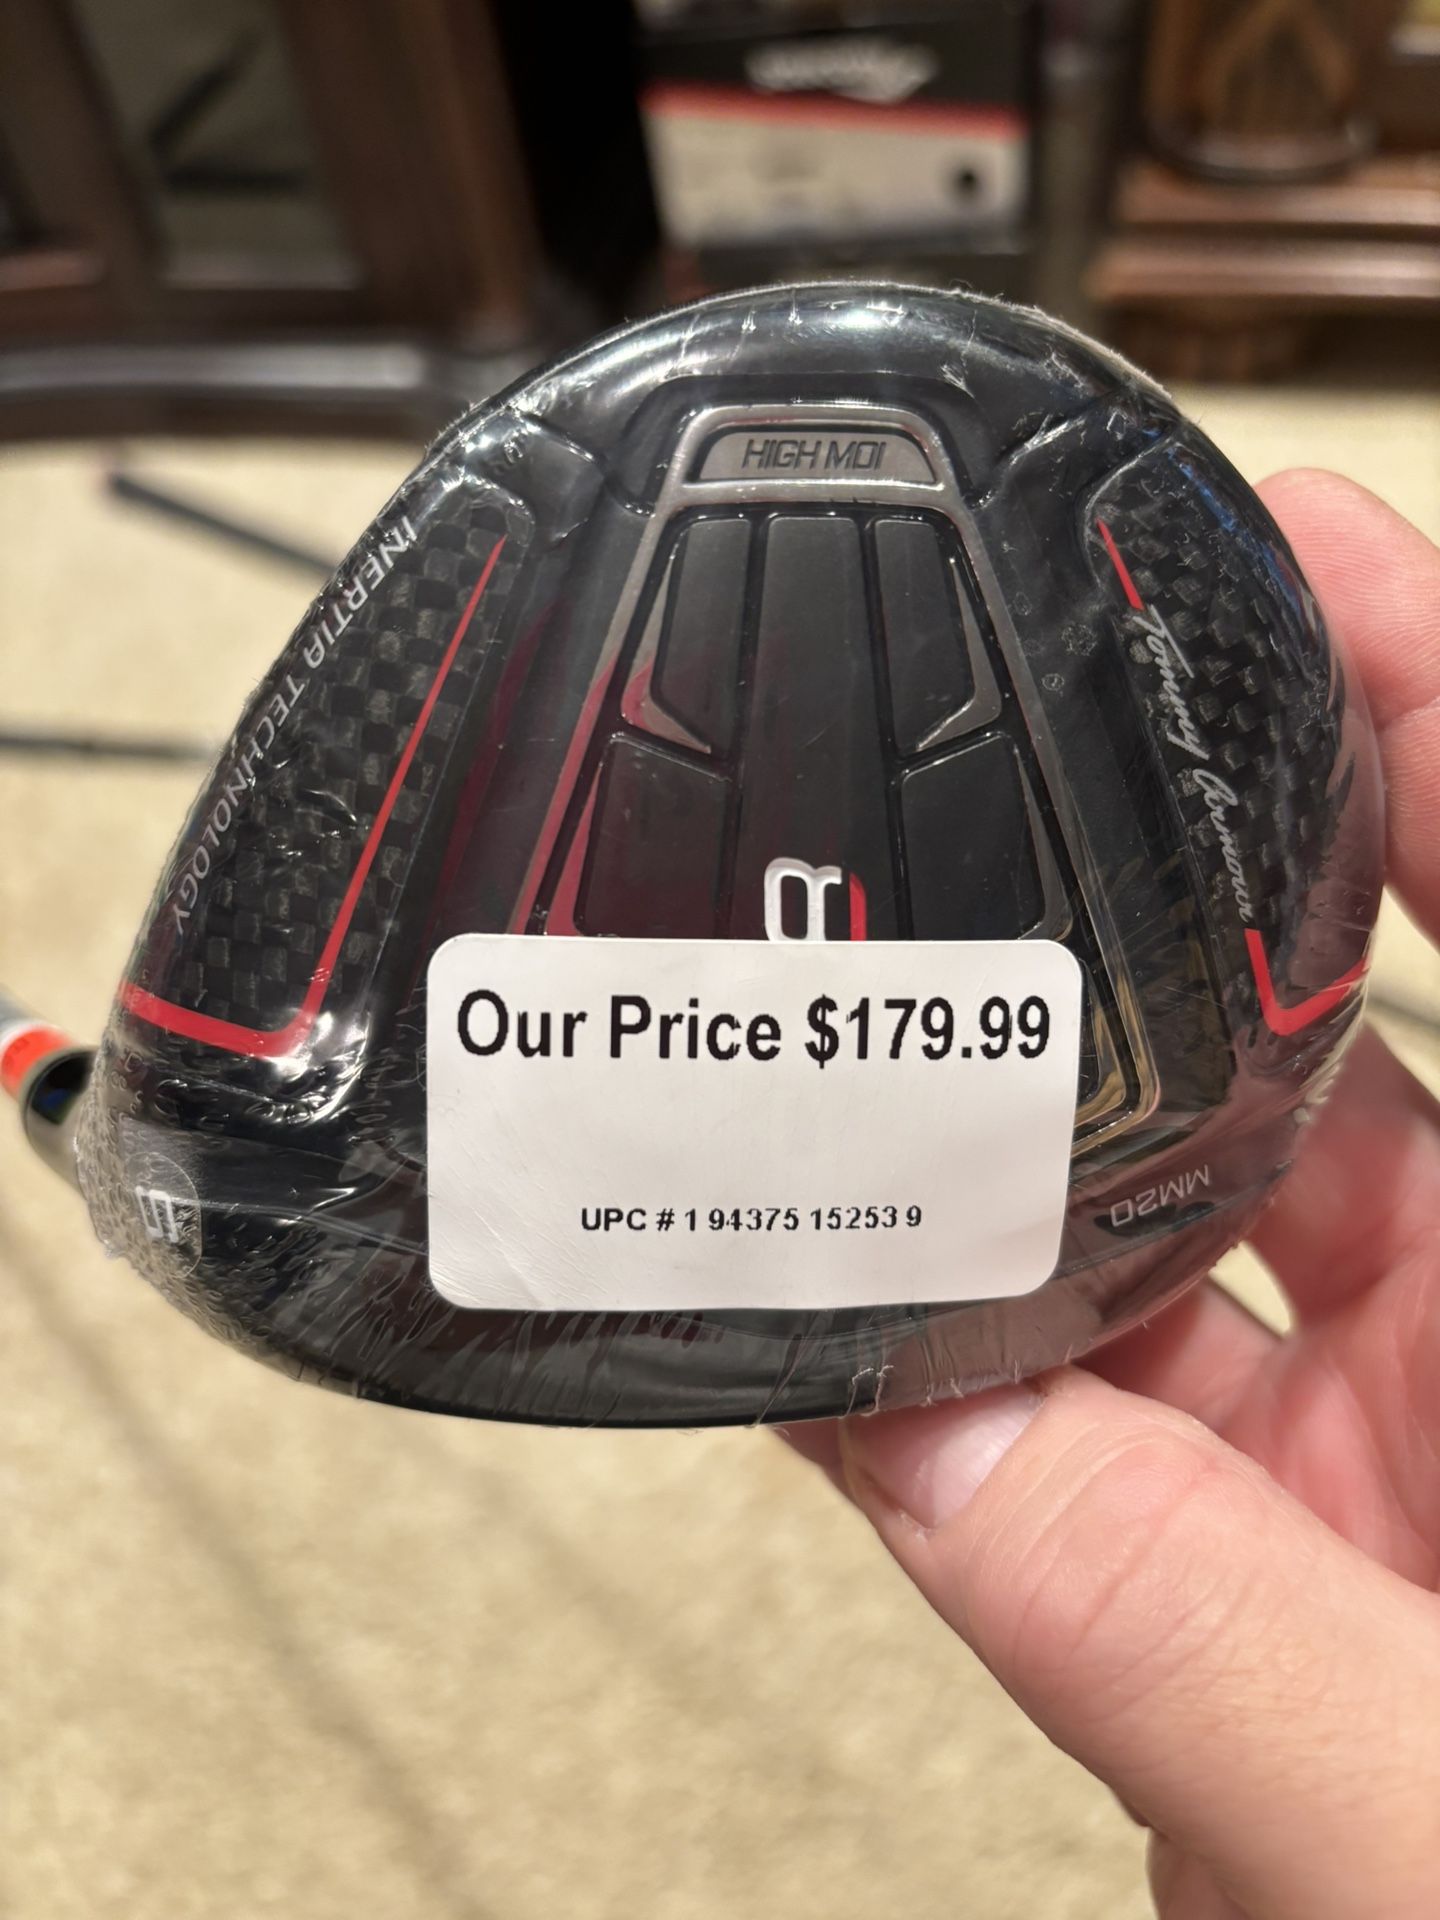 HIGH MOI
INERTIA TECHNOLOGY
Tommy Armour
Our Price $179.99
UPC # 1 94375 15253 9
MM20
5